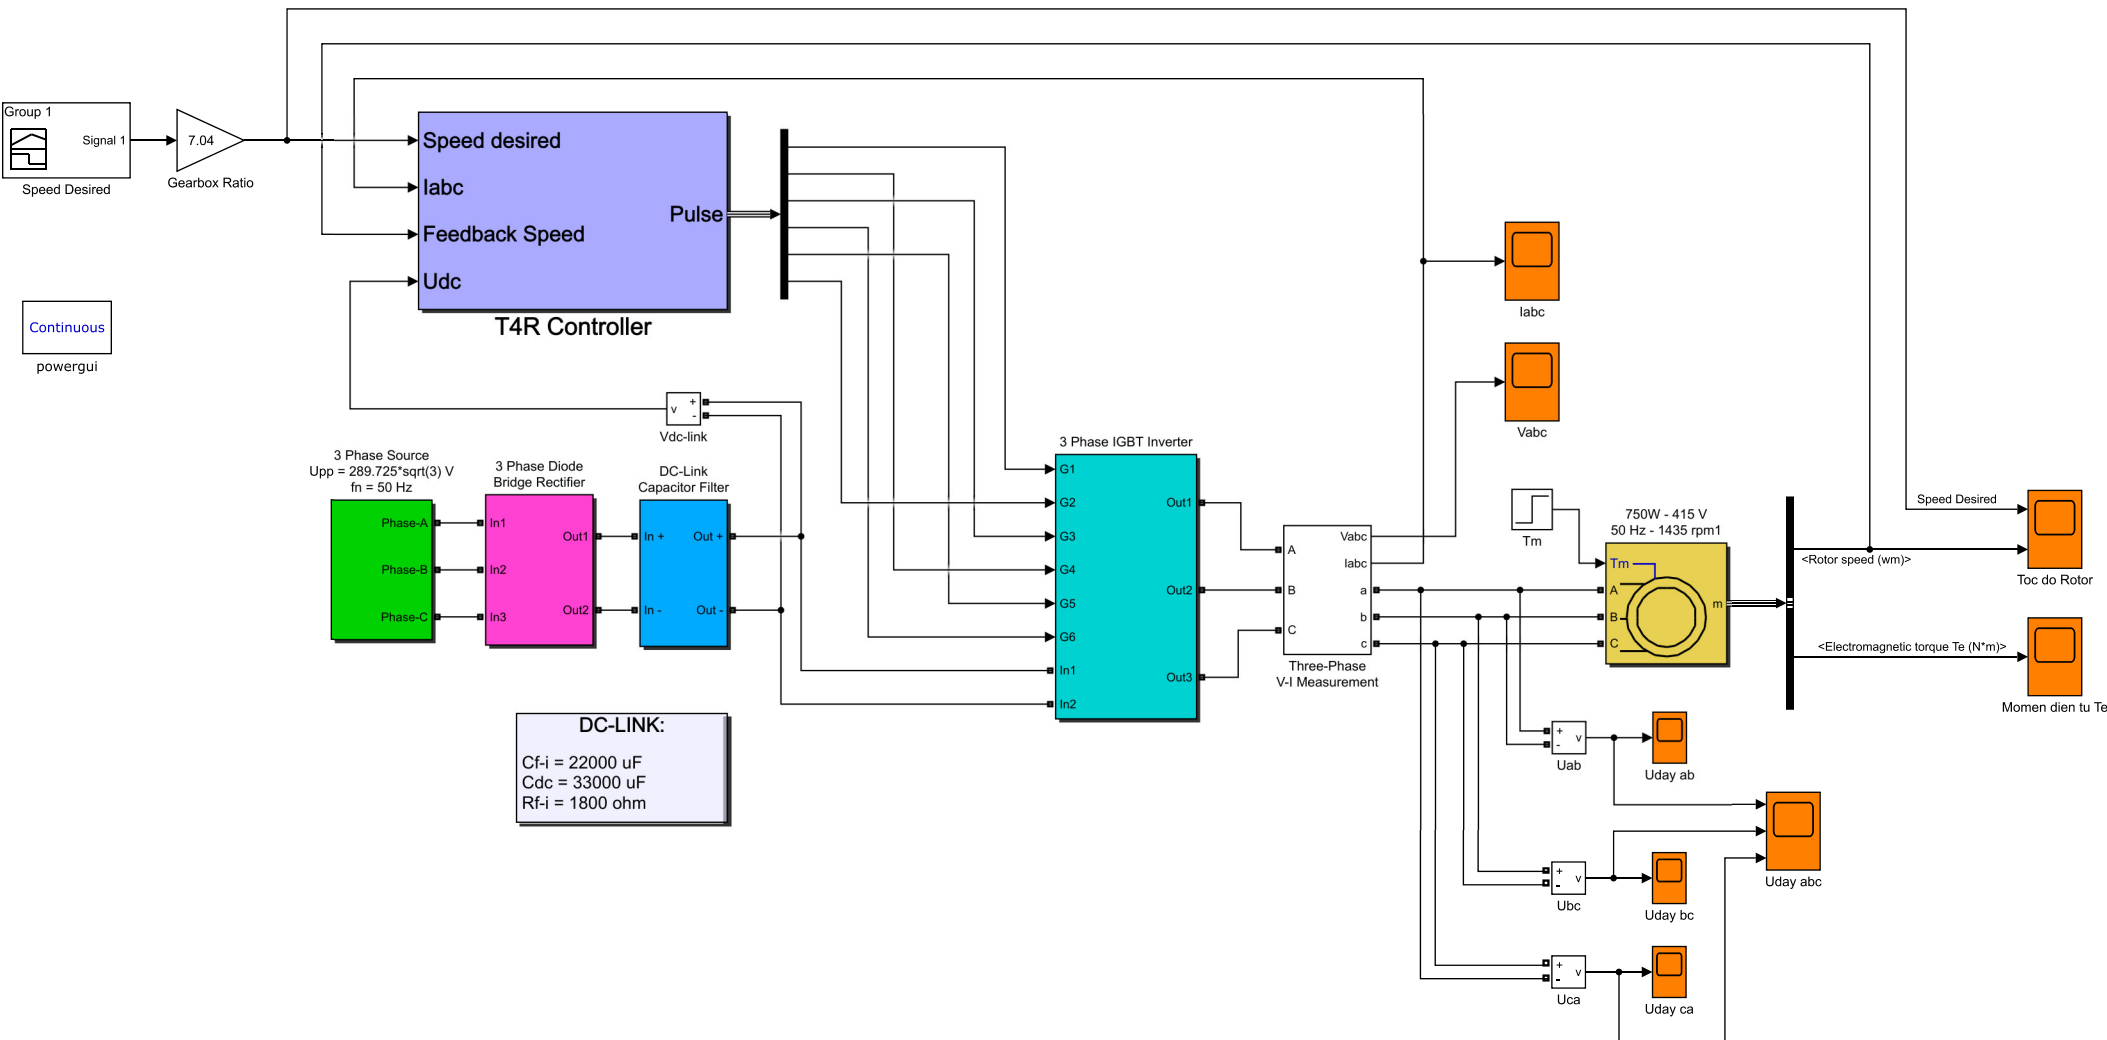 Group 1
Signal 1
Speed Desired
7.04
Gearbox Ratio
Continuous
powergui
Speed desired
Iabc
Feedback Speed
Udc
Pulse
T4R Controller
v
+
-
Vdc-link
3 Phase Source
Upp = 289.725*sqrt(3) V
fn = 50 Hz
Phase-A
Phase-B
Phase-C
3 Phase Diode
Bridge Rectifier
In1
In2
In3
Out1
Out2
DC-Link
Capacitor Filter
In +
In -
Out +
Out -
DC-LINK:
Cf-i = 22000 uF
Cdc = 33000 uF
Rf-i = 1800 ohm
3 Phase IGBT Inverter
G1
G2
G3
G4
G5
G6
In1
In2
Out1
Out2
Out3
A
B
C
Vabc
Iabc
a
b
c
Three-Phase
V-I Measurement
Iabc
Vabc
Tm
750W - 415 V
50 Hz - 1435 rpm1
Tm
A
B
C
m
Speed Desired
<Rotor speed (wm)>
Toc do Rotor
<Electromagnetic torque Te (N*m)>
Momen dien tu Te
+
-
v
Uab
Uday ab
Uday abc
+
-
v
Ubc
Uday bc
+
-
v
Uca
Uday ca